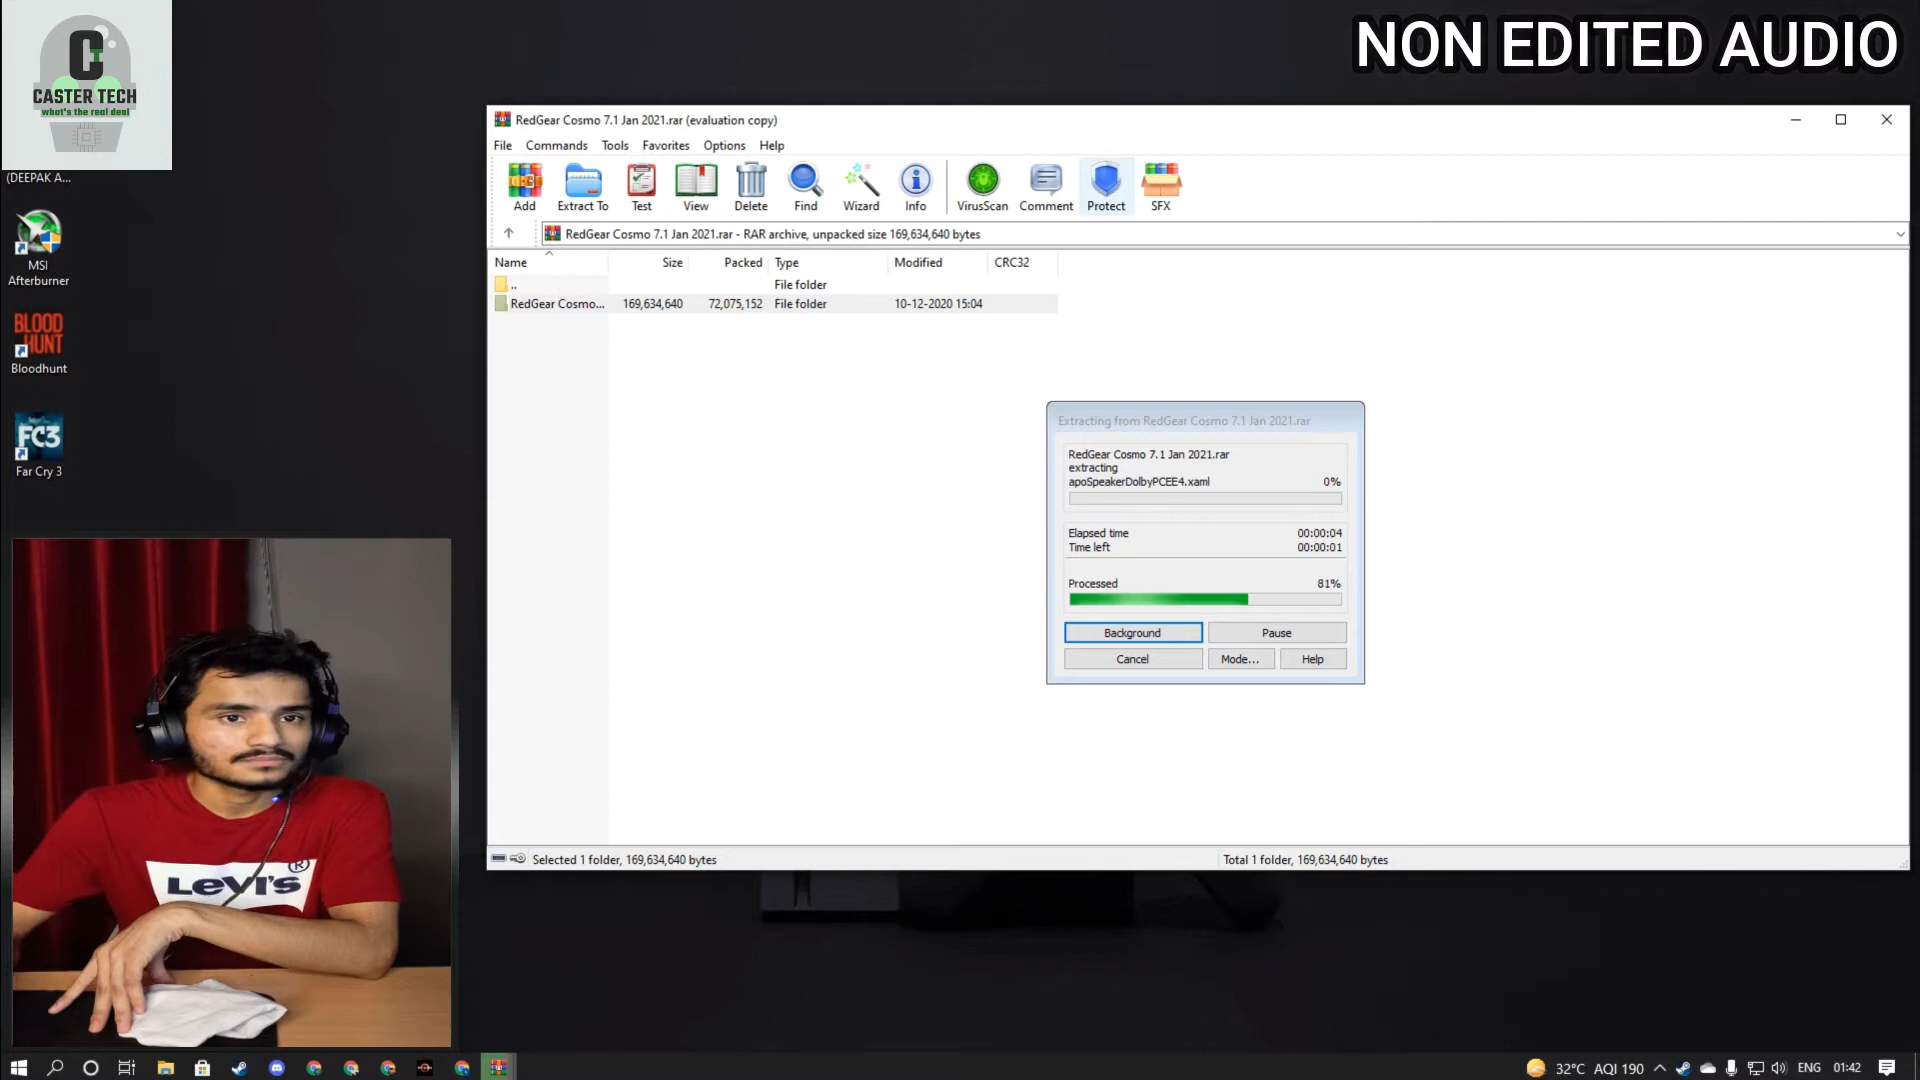 NON EDITED AUDIO
C
CASTER TECH
what's the real deal
(DEEPAK A...
MSI
Afterburner
BLOOD
HUNT
Bloodhunt
FC3
Far Cry 3
RedGear Cosmo 7.1 Jan 2021.rar (evaluation copy)
File Commands Tools Favorites Options Help
Add Extract To Test View Delete Find Wizard Info VirusScan Comment Protect SFX
RedGear Cosmo 7.1 Jan 2021.rar - RAR archive, unpacked size 169,634,640 bytes
Name Size Packed Type Modified CRC32
.. File folder
RedGear Cosmo... 169,634,640 72,075,152 File folder 10-12-2020 15:04
Extracting from RedGear Cosmo 7.1 Jan 2021.rar
RedGear Cosmo 7.1 Jan 2021.rar
extracting
apoSpeakerDolbyPCEE4.xaml 0%
Elapsed time 00:00:04
Time left 00:00:01
Processed 81%
Background Pause
Cancel Mode... Help
Selected 1 folder, 169,634,640 bytes Total 1 folder, 169,634,640 bytes
Levi's ®
32°C AQI 190 ENG 01:42